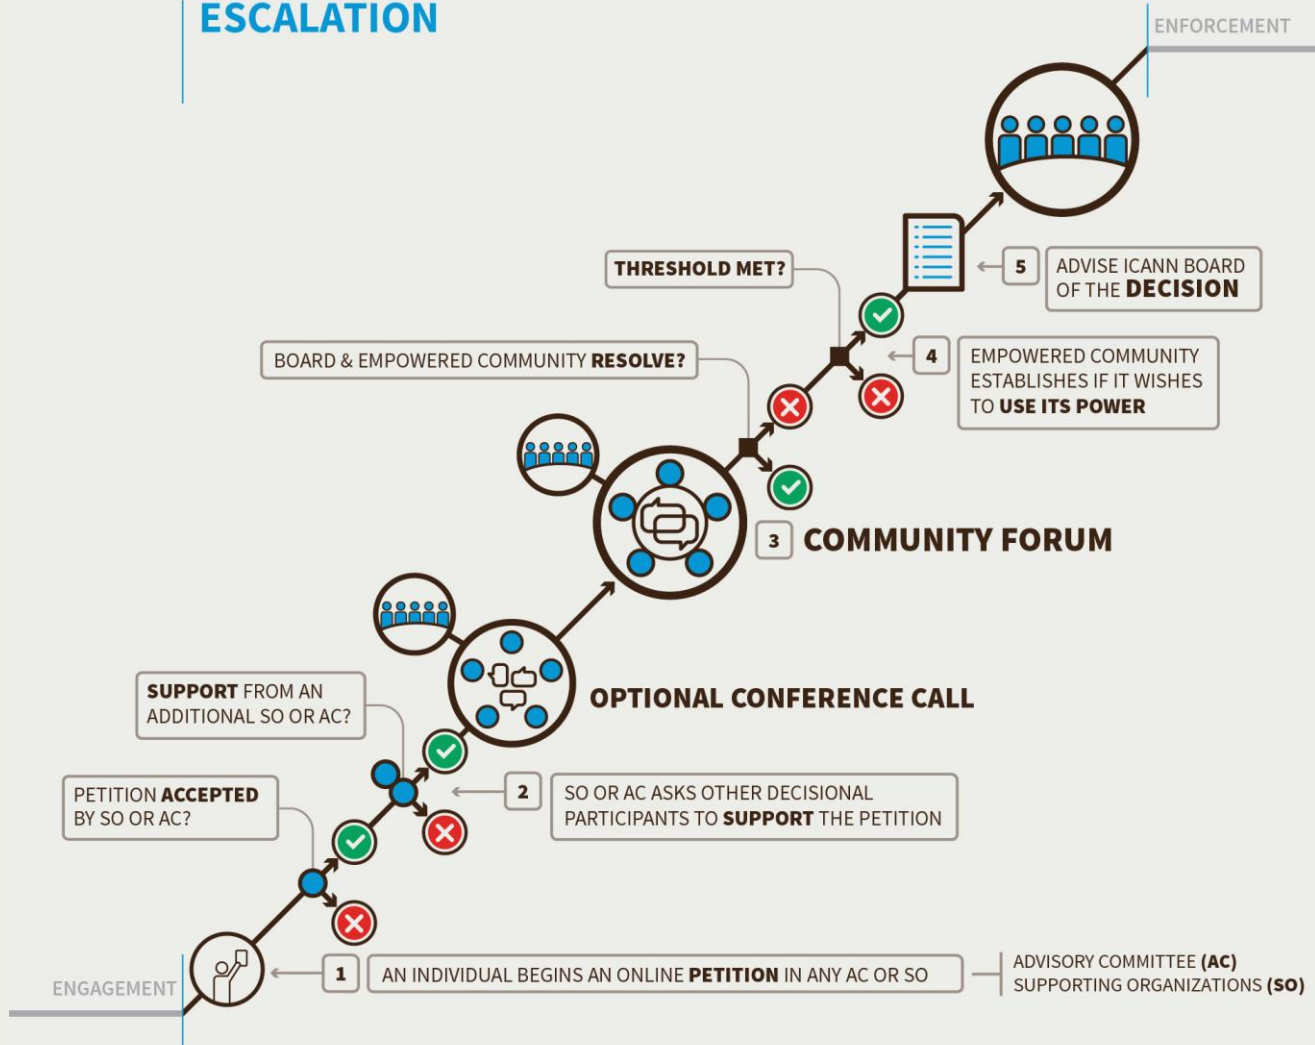 ESCALATION
ENFORCEMENT
THRESHOLD MET?
5
ADVISE ICANN BOARD
OF THE DECISION
BOARD & EMPOWERED COMMUNITY RESOLVE?
4
EMPOWERED COMMUNITY
ESTABLISHES IF IT WISHES
TO USE ITS POWER
3
COMMUNITY FORUM
OPTIONAL CONFERENCE CALL
SUPPORT FROM AN
ADDITIONAL SO OR AC?
2
SO OR AC ASKS OTHER DECISIONAL
PARTICIPANTS TO SUPPORT THE PETITION
PETITION ACCEPTED
BY SO OR AC?
ENGAGEMENT
1
AN INDIVIDUAL BEGINS AN ONLINE PETITION IN ANY AC OR SO
ADVISORY COMMITTEE (AC)
SUPPORTING ORGANIZATIONS (SO)